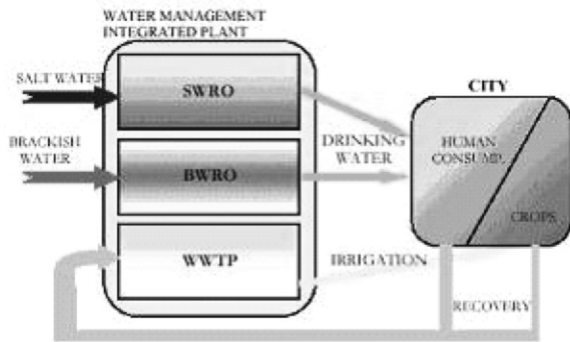 WATER MANAGEMENT
INTEGRATED PLANT
SALT WATER
SWRO
CITY
BRACKISH
WATER
BWRO
DRINKING
WATER
HUMAN
CONSUMP.
CROPS
WWTP
IRRIGATION
RECOVERY